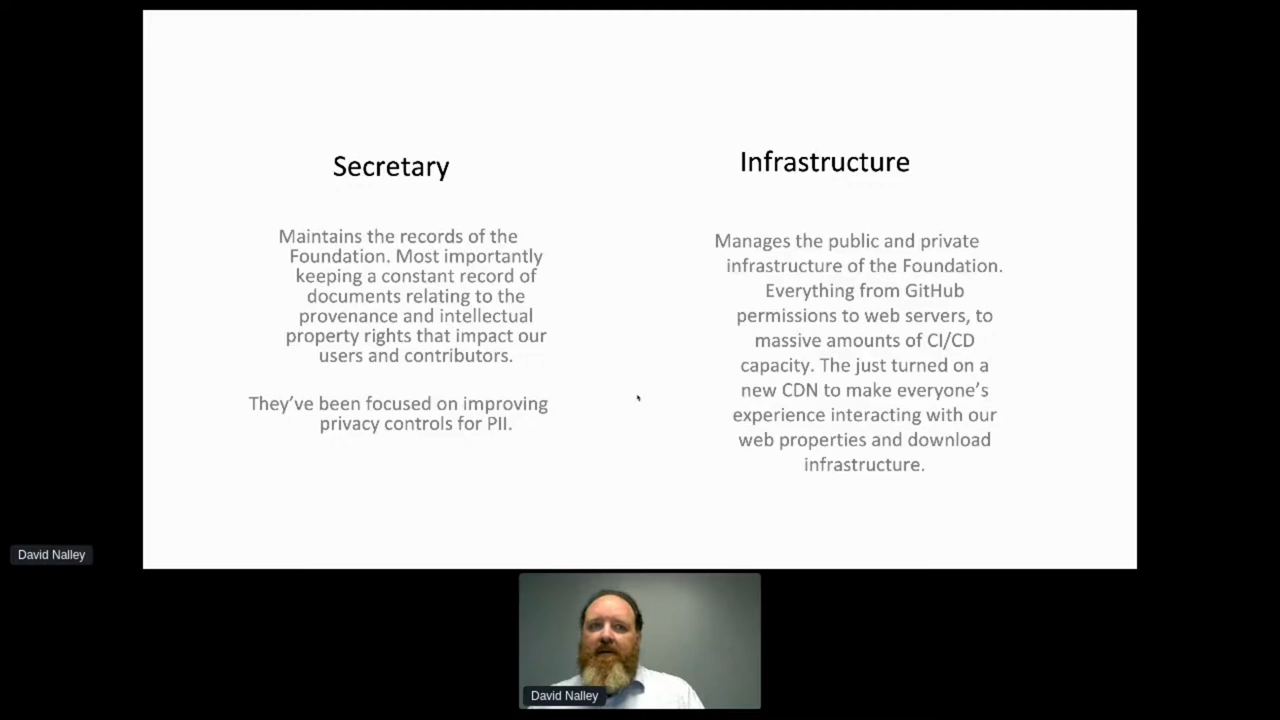 Secretary
Maintains the records of the
Foundation. Most importantly
keeping a constant record of
documents relating to the
provenance and intellectual
property rights that impact our
users and contributors.
They've been focused on improving
privacy controls for PII.
Infrastructure
Manages the public and private
infrastructure of the Foundation.
Everything from GitHub
permissions to web servers, to
massive amounts of CI/CD
capacity. The just turned on a
new CDN to make everyone's
experience interacting with our
web properties and download
infrastructure.
David Nalley
David Nalley